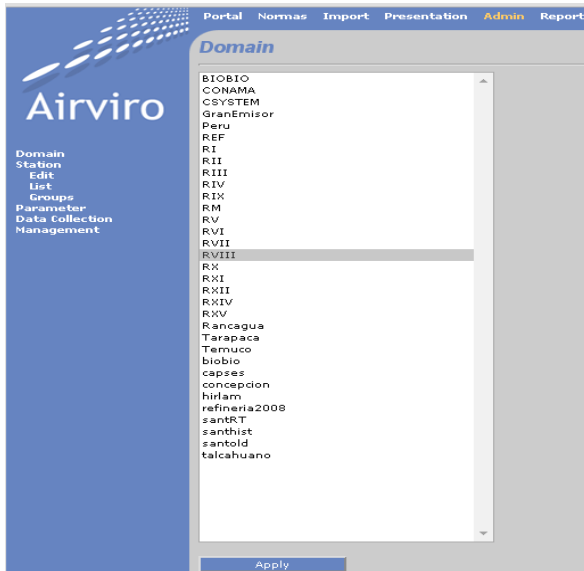 Portal Normas Import Presentation Admin Report
Domain
Airviro
Domain
Station
Edit
List
Groups
Parameter
Data Collection
Management
BIOBIO
CONAMA
CSYSTEM
GranEmisor
Peru
REF
RI
RII
RIII
RIV
RIX
RM
RV
RVI
RVII
RVIII
RX
RXI
RXII
RXIV
RXV
Rancagua
Tarapaca
Temuco
biobio
capses
concepcion
hirlam
refineria2008
santRT
santhist
santold
talcahuano
Apply